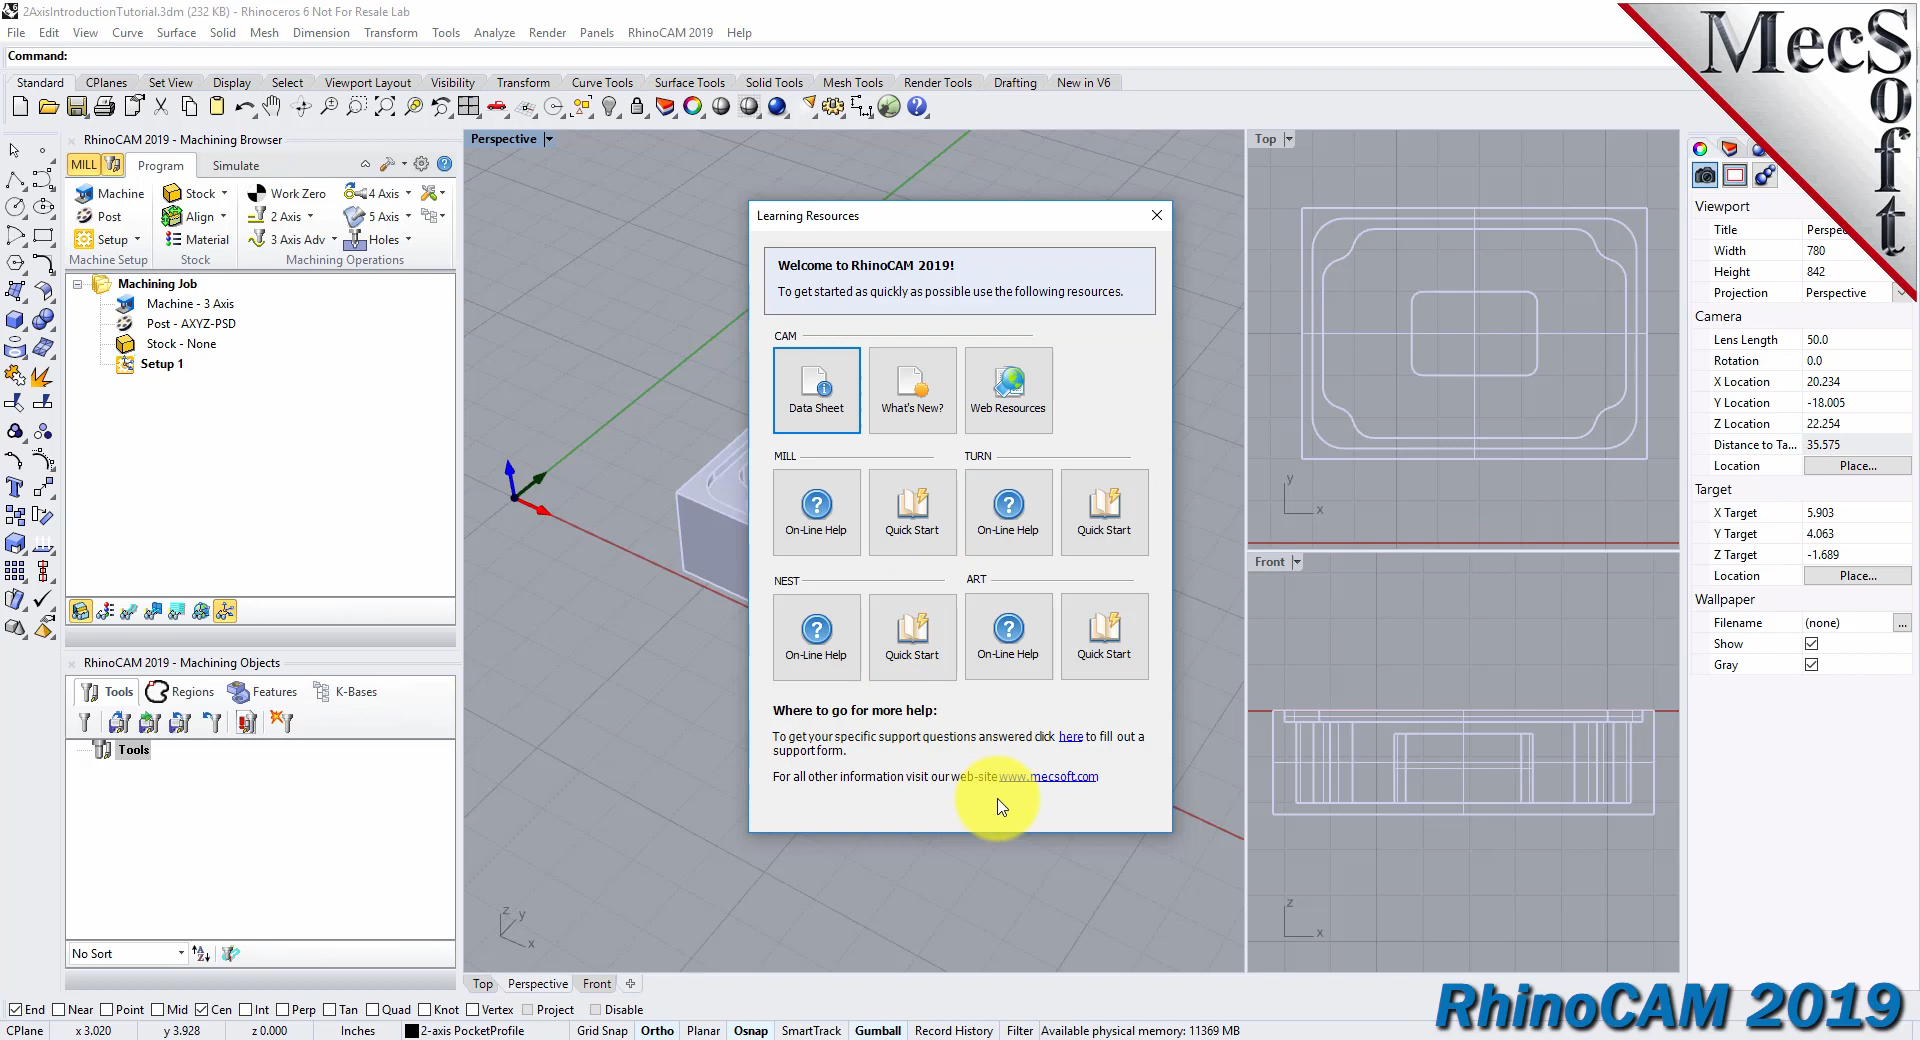 2AxisIntroductionTutorial.3dm (232 KB) - Rhinoceros 6 Not For Resale Lab
File Edit View Curve Surface Solid Mesh Dimension Transform Tools Analyze Render Panels RhinoCAM 2019 Help
Command:
Standard CPlanes Set View Display Select Viewport Layout Visibility Transform Curve Tools Surface Tools Solid Tools Mesh Tools Render Tools Drafting New in V6
MecSoft
RhinoCAM 2019 - Machining Browser
MILL Program Simulate
Machine Stock Work Zero 4 Axis
Post Align 2 Axis 5 Axis
Setup Material 3 Axis Adv Holes
Machine Setup Stock Machining Operations
Machining Job
Machine - 3 Axis
Post - AXYZ-PSD
Stock - None
Setup 1
RhinoCAM 2019 - Machining Objects
Tools Regions Features K-Bases
Tools
No Sort
Perspective
Learning Resources
Welcome to RhinoCAM 2019!
To get started as quickly as possible use the following resources.
CAM
Data Sheet What's New? Web Resources
MILL TURN
On-Line Help Quick Start On-Line Help Quick Start
NEST ART
On-Line Help Quick Start On-Line Help Quick Start
Where to go for more help:
To get your specific support questions answered click here to fill out a
support form.
For all other information visit our web-site www.mecsoft.com
z y x
Top
y
x
Front
z
x
Viewport
Title
Width 780
Height 842
Projection Perspective
Camera
Lens Length 50.0
Rotation 0.0
X Location 20.234
Y Location -18.005
Z Location 22.254
Distance to Ta... 35.575
Location Place...
Target
X Target 5.903
Y Target 4.063
Z Target -1.689
Location Place...
Wallpaper
Filename (none) ...
Show
Gray
Top Perspective Front
End Near Point Mid Cen Int Perp Tan Quad Knot Vertex Project Disable
CPlane x 3.020 y 3.928 z 0.000 Inches 2-axis PocketProfile Grid Snap Ortho Planar Osnap SmartTrack Gumball Record History Filter Available physical memory: 11369 MB
RhinoCAM 2019